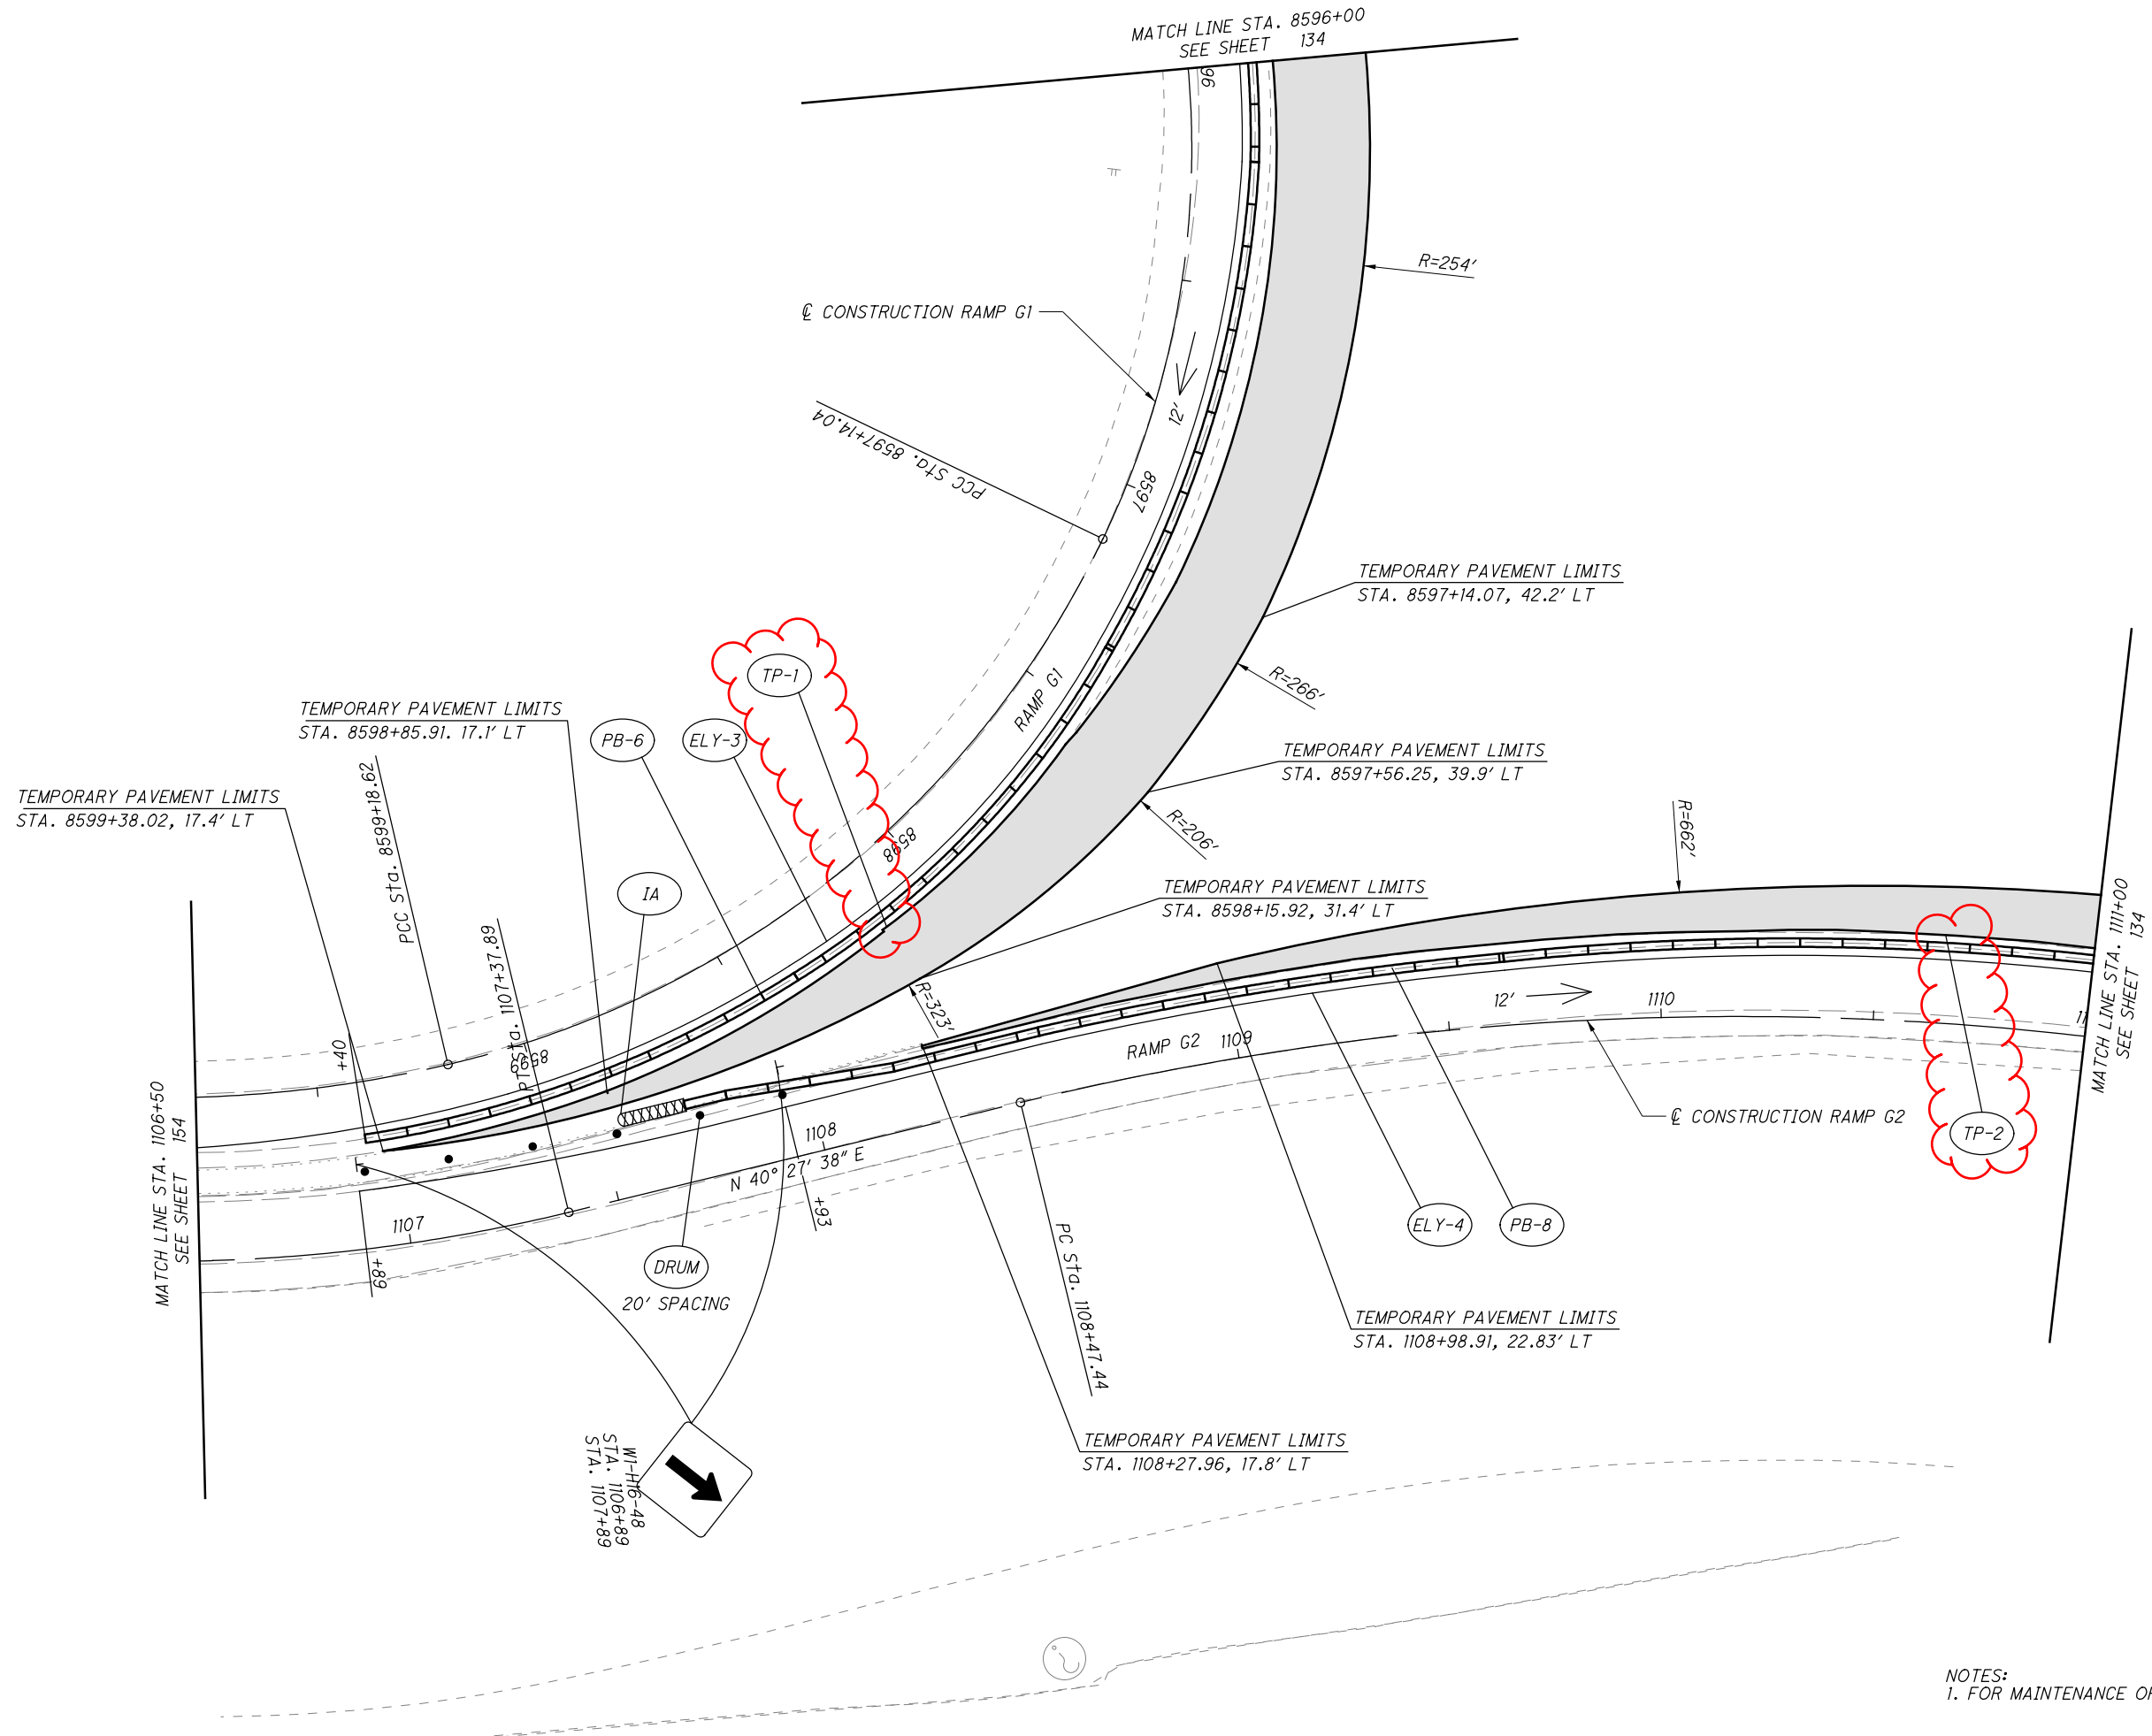 MATCH LINE STA. 8596+00
SEE SHEET 134
96
R=254'
℄ CONSTRUCTION RAMP G1
12'
PCC Sta. 8597+14.04
8597
TEMPORARY PAVEMENT LIMITS
STA. 8597+14.07, 42.2' LT
R=266'
TP-1
RAMP G1
TEMPORARY PAVEMENT LIMITS
STA. 8598+85.91. 17.1' LT
PB-6
ELY-3
TEMPORARY PAVEMENT LIMITS
STA. 8597+56.25, 39.9' LT
TEMPORARY PAVEMENT LIMITS
STA. 8599+38.02, 17.4' LT
PCC Sta. 8599+18.62
R=206'
R=662'
8598
IA
TEMPORARY PAVEMENT LIMITS
STA. 8598+15.92, 31.4' LT
PT Sta. 1107+37.89
R=323'
12'
1110
11
MATCH LINE STA. 111+00
SEE SHEET 134
+40
8599
RAMP G2
1109
℄ CONSTRUCTION RAMP G2
TP-2
MATCH LINE STA. 1106+50
SEE SHEET 154
1108
N 40° 27' 38" E
1107
+93
+89
ELY-4
PB-8
DRUM
20' SPACING
PC Sta. 1108+47.44
TEMPORARY PAVEMENT LIMITS
STA. 1108+98.91, 22.83' LT
TEMPORARY PAVEMENT LIMITS
STA. 1108+27.96, 17.8' LT
W1-H16-48
STA. 1106+89
STA. 1107+89
NOTES:
1. FOR MAINTENANCE OF